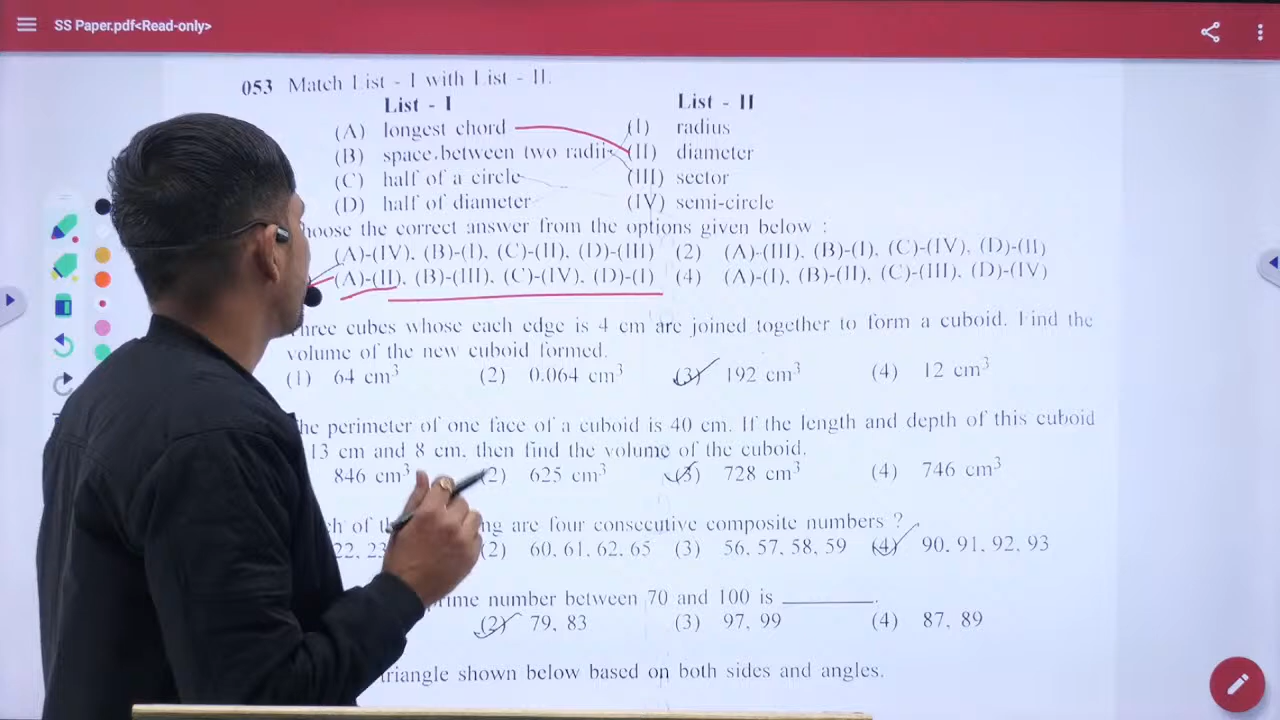 SS Paper.pdf<Read-only>
053 Match List - I with List - II.
List - I List - II
(A) longest chord (I) radius
(B) space between two radii (II) diameter
(C) half of a circle (III) sector
(D) half of diameter (IV) semi-circle
hoose the correct answer from the options given below :
(A)-(IV), (B)-(I), (C)-(II), (D)-(III) (2) (A)-(III), (B)-(I), (C)-(IV), (D)-(II)
(A)-(II), (B)-(III), (C)-(IV), (D)-(I) (4) (A)-(I), (B)-(II), (C)-(III), (D)-(IV)
hree cubes whose each edge is 4 cm are joined together to form a cuboid. Find the
volume of the new cuboid formed.
(1) 64 cm³ (2) 0.064 cm³ (3) 192 cm³ (4) 12 cm³
he perimeter of one face of a cuboid is 40 cm. If the length and depth of this cuboid
13 cm and 8 cm. then find the volume of the cuboid.
846 cm³ (2) 625 cm³ (3) 728 cm³ (4) 746 cm³
ch of th ng are four consecutive composite numbers ?
22, 23 (2) 60, 61, 62, 65 (3) 56, 57, 58, 59 (4) 90, 91, 92, 93
rime number between 70 and 100 is ________.
(2) 79, 83 (3) 97, 99 (4) 87, 89
triangle shown below based on both sides and angles.